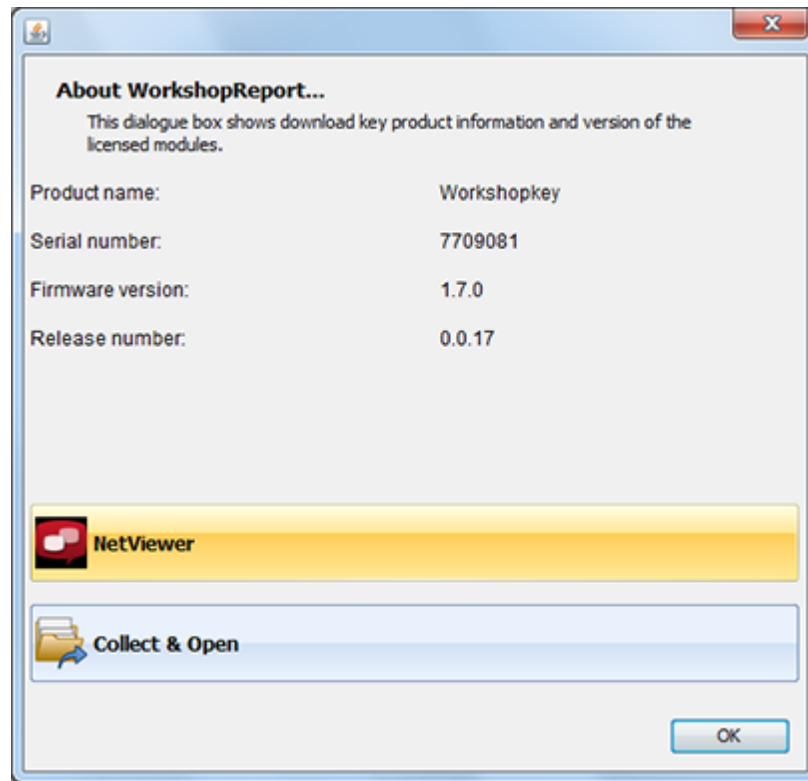 About WorkshopReport...
This dialogue box shows download key product information and version of the
licensed modules.
Product name: Workshopkey
Serial number: 7709081
Firmware version: 1.7.0
Release number: 0.0.17
NetViewer
Collect & Open
OK